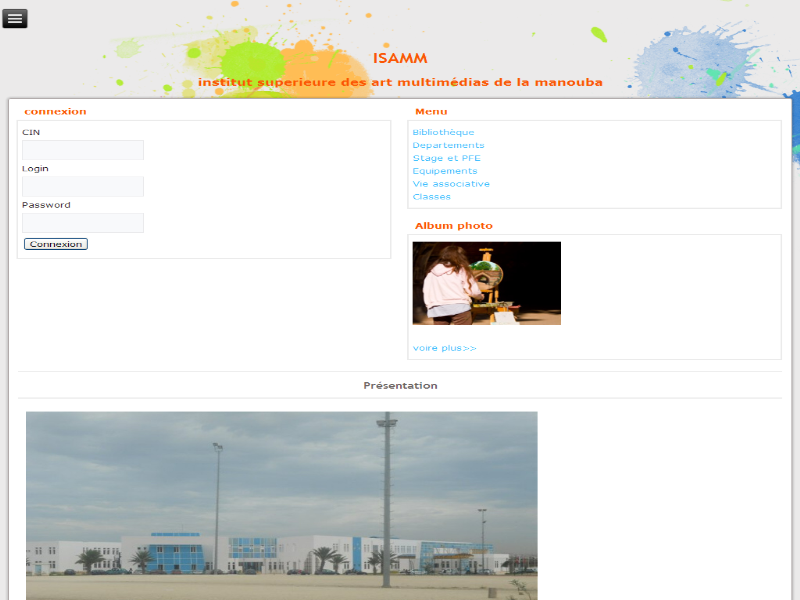 ISAMM
institut superieure des art multimédias de la manouba
connexion
CIN
Login
Password
Connexion
Menu
Bibliothèque
Departements
Stage et PFE
Equipements
Vie associative
Classes
Album photo
voire plus>>
Présentation